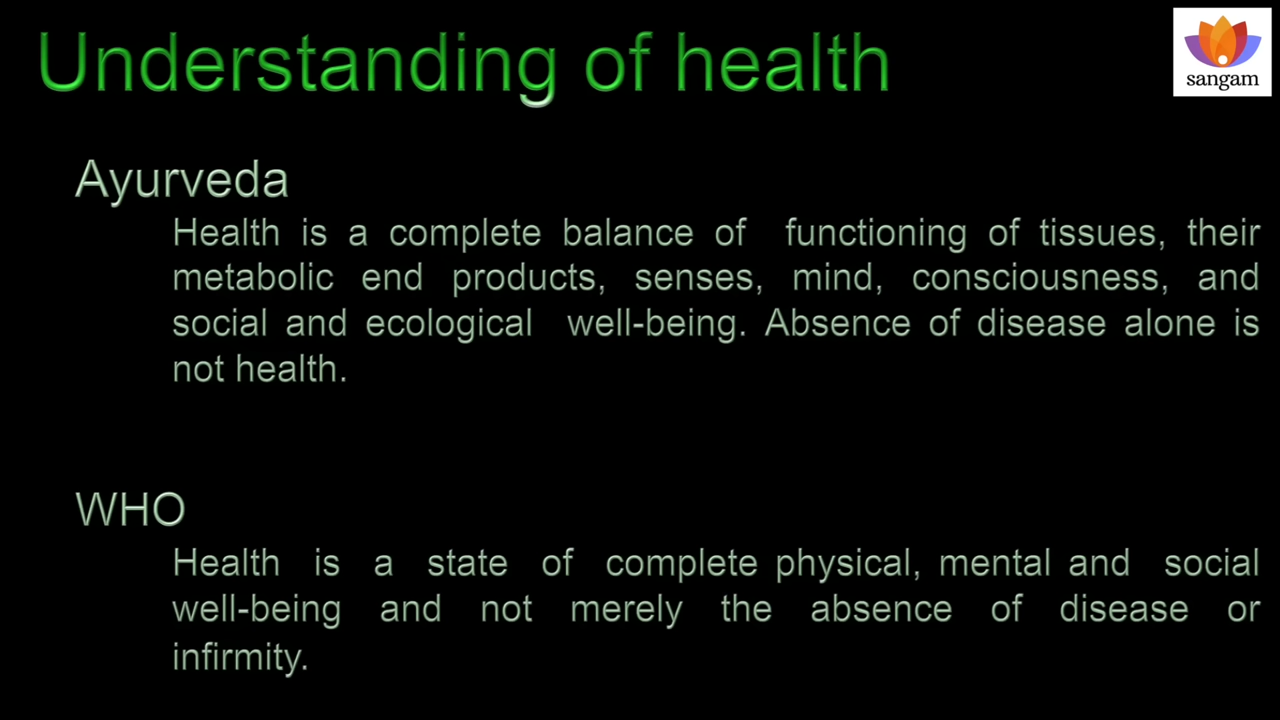 Understanding of health
sangam
Ayurveda
Health is a complete balance of functioning of tissues, their
metabolic end products, senses, mind, consciousness, and
social and ecological well-being. Absence of disease alone is
not health.
WHO
Health is a state of complete physical, mental and social
well-being and not merely the absence of disease or
infirmity.